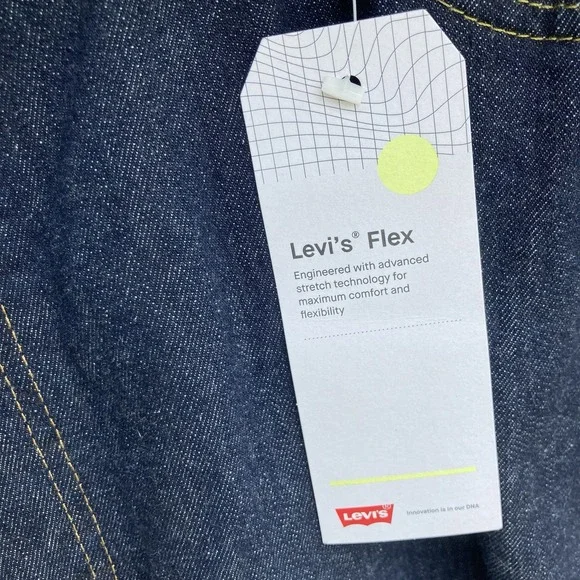 Levi's® Flex
Engineered with advanced
stretch technology for
maximum comfort and
flexibility
Levi's
Innovation is in our DNA